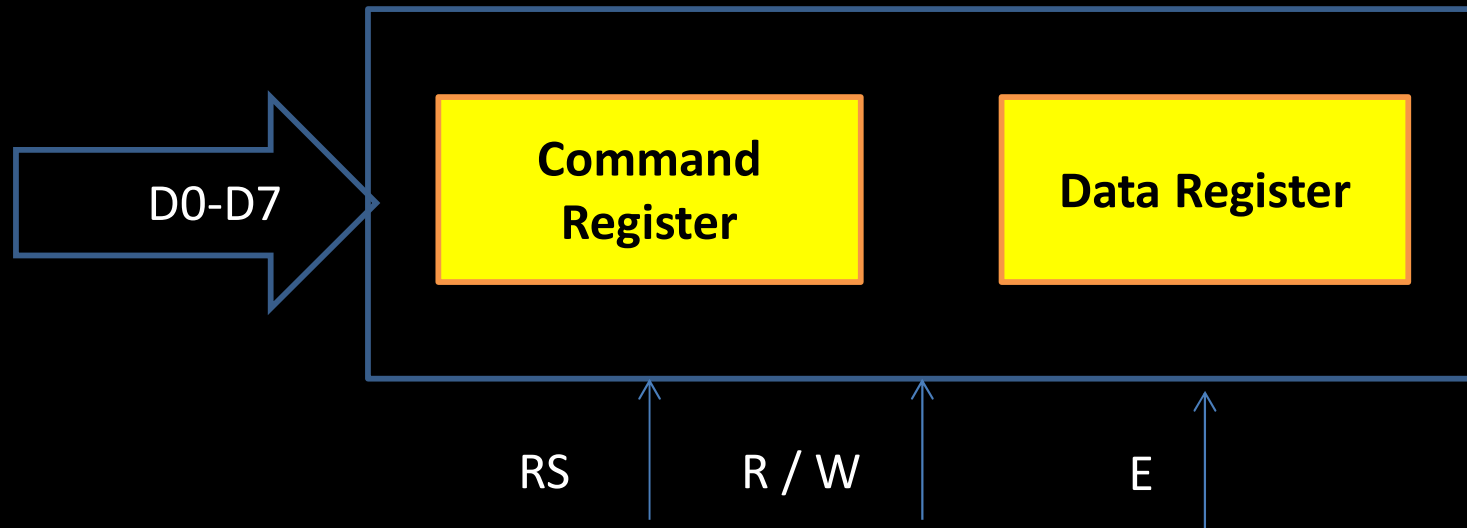 Command
Register
Data Register
D0-D7
RS
R / W
E